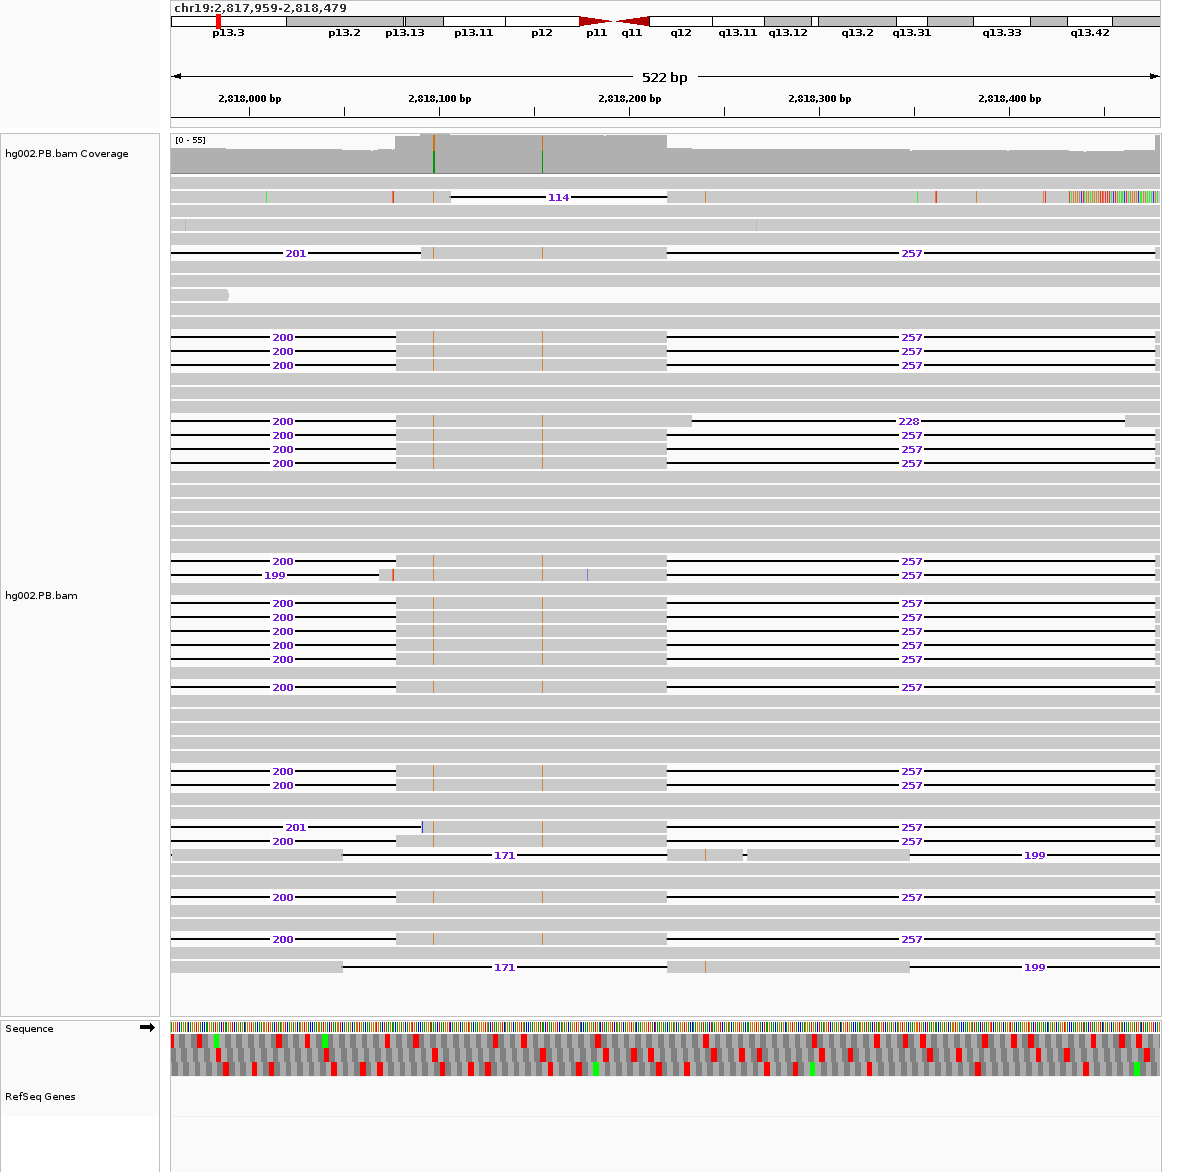 chr19:2,817,959-2,818,479
p13.3 p13.2 p13.13 p13.11 p12 p11 q11 q12 q13.11 q13.12 q13.2 q13.31 q13.33 q13.42
522 bp
2,818,000 bp 2,818,100 bp 2,818,200 bp 2,818,300 bp 2,818,400 bp
[0 - 55]
hg002.PB.bam Coverage
114
201 257
200 257
200 257
200 257
200 228
200 257
200 257
200 257
200 257
199 257
hg002.PB.bam
200 257
200 257
200 257
200 257
200 257
200 257
200 257
200 257
201 257
200 257
171 199
200 257
200 257
171 199
Sequence
RefSeq Genes